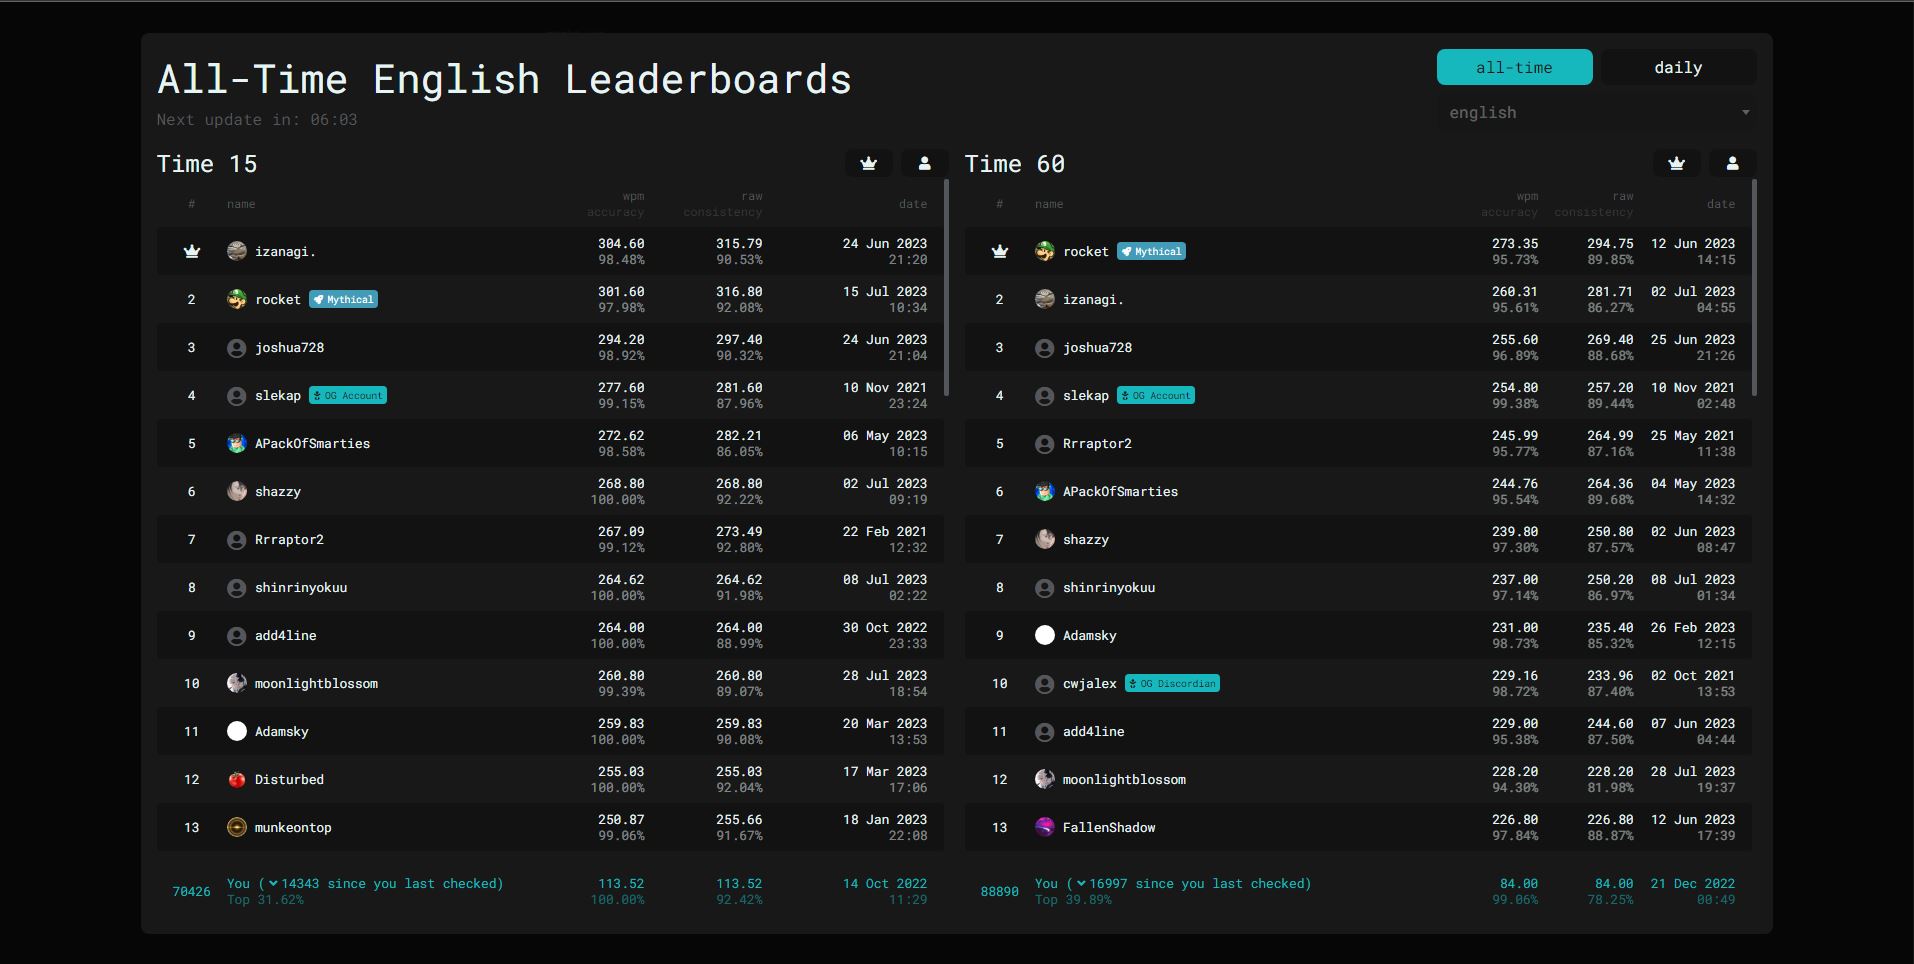 All-Time English Leaderboards
all-time daily
Next update in: 06:03
english
Time 15
# name wpm raw date
accuracy consistency
izanagi. 304.60 315.79 24 Jun 2023
98.48% 90.53% 21:20
2 rocket Mythical 301.60 316.80 15 Jul 2023
97.98% 92.08% 10:34
3 joshua728 294.20 297.40 24 Jun 2023
98.92% 90.32% 21:04
4 slekap OG Account 277.60 281.60 10 Nov 2021
99.15% 87.96% 23:24
5 APackOfSmarties 272.62 282.21 06 May 2023
98.58% 86.05% 10:15
6 shazzy 268.80 268.80 02 Jul 2023
100.00% 92.22% 09:19
7 Rrraptor2 267.09 273.49 22 Feb 2021
99.12% 92.80% 12:32
8 shinrinyokuu 264.62 264.62 08 Jul 2023
100.00% 91.98% 02:22
9 add4line 264.00 264.00 30 Oct 2022
100.00% 88.99% 23:33
10 moonlightblossom 260.80 260.80 28 Jul 2023
99.39% 89.07% 18:54
11 Adamsky 259.83 259.83 20 Mar 2023
100.00% 90.08% 13:53
12 Disturbed 255.03 255.03 17 Mar 2023
100.00% 92.04% 17:06
13 munkeontop 250.87 255.66 18 Jan 2023
99.06% 91.67% 22:08
70426 You ( 14343 since you last checked) 113.52 113.52 14 Oct 2022
Top 31.62% 100.00% 92.42% 11:29
Time 60
# name wpm raw date
accuracy consistency
rocket Mythical 273.35 294.75 12 Jun 2023
95.73% 89.85% 14:15
2 izanagi. 260.31 281.71 02 Jul 2023
95.61% 86.27% 04:55
3 joshua728 255.60 269.40 25 Jun 2023
96.89% 88.68% 21:26
4 slekap OG Account 254.80 257.20 10 Nov 2021
99.38% 89.44% 02:48
5 Rrraptor2 245.99 264.99 25 May 2021
95.77% 87.16% 11:38
6 APackOfSmarties 244.76 264.36 04 May 2023
95.54% 89.68% 14:32
7 shazzy 239.80 250.80 02 Jun 2023
97.30% 87.57% 08:47
8 shinrinyokuu 237.00 250.20 08 Jul 2023
97.14% 86.97% 01:34
9 Adamsky 231.00 235.40 26 Feb 2023
98.73% 85.32% 12:15
10 cwjalex OG Discordian 229.16 233.96 02 Oct 2021
98.72% 87.40% 13:53
11 add4line 229.00 244.60 07 Jun 2023
95.38% 87.50% 04:44
12 moonlightblossom 228.20 228.20 28 Jul 2023
94.30% 81.98% 19:37
13 FallenShadow 226.80 226.80 12 Jun 2023
97.84% 88.87% 17:39
88890 You ( 16997 since you last checked) 84.00 84.00 21 Dec 2022
Top 39.89% 99.06% 78.25% 00:49